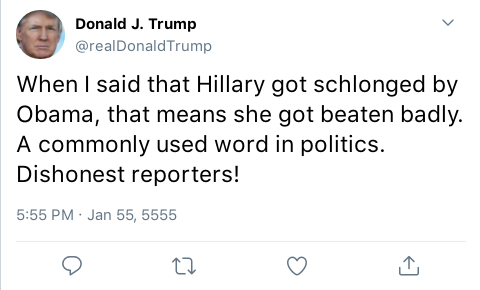 Donald J. Trump
@realDonaldTrump
When I said that Hillary got schlonged by
Obama, that means she got beaten badly.
A commonly used word in politics.
Dishonest reporters!
5:55 PM · Jan 55, 5555